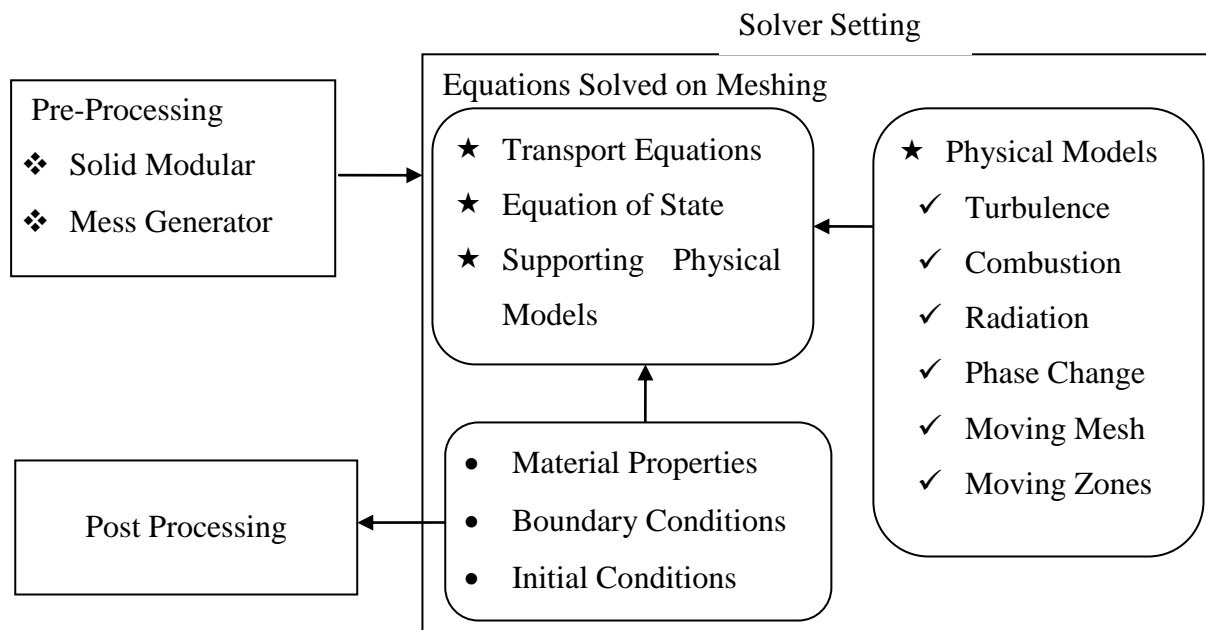 Solver Setting
Pre-Processing
❖ Solid Modular
❖ Mess Generator
Equations Solved on Meshing
★ Transport Equations
★ Equation of State
★ Supporting Physical
Models
★ Physical Models
✓ Turbulence
✓ Combustion
✓ Radiation
✓ Phase Change
✓ Moving Mesh
✓ Moving Zones
• Material Properties
• Boundary Conditions
• Initial Conditions
Post Processing